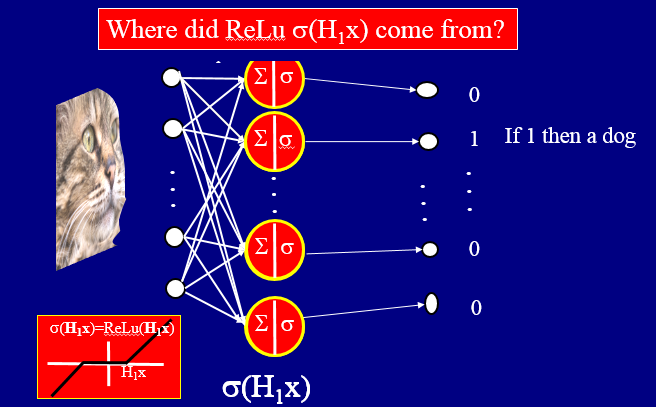 Where did ReLu σ(H₁x) come from?
Σ σ
0
Σ σ
1 If 1 then a dog
Σ σ
0
Σ σ
0
σ(H₁x)=ReLu(H₁x)
H₁x
σ(H₁x)